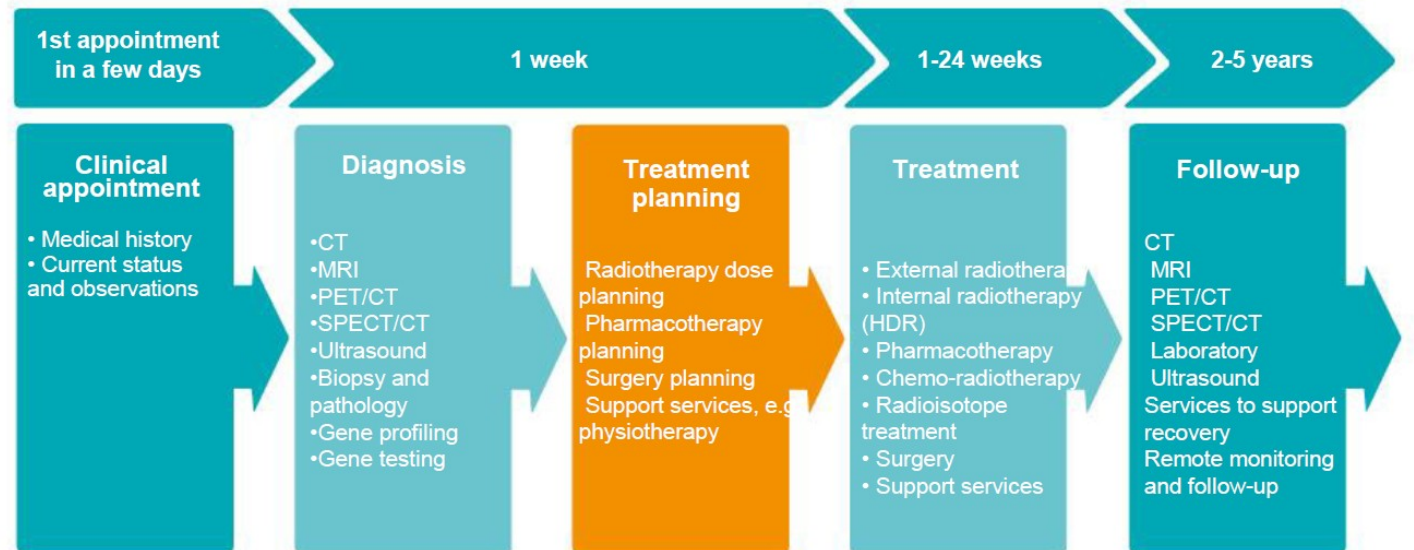 1st appointment
in a few days
1 week
1-24 weeks
2-5 years
Clinical
appointment
• Medical history
• Current status
and observations
Diagnosis
•CT
•MRI
•PET/CT
•SPECT/CT
•Ultrasound
•Biopsy and
pathology
•Gene profiling
•Gene testing
Treatment
planning
Radiotherapy dose
planning
Pharmacotherapy
planning
Surgery planning
Support services, e.g
physiotherapy
Treatment
• External radiothera
• Internal radiotherapy
(HDR)
• Pharmacotherapy
• Chemo-radiotherapy
• Radioisotope
treatment
• Surgery
• Support services
Follow-up
CT
MRI
PET/CT
SPECT/CT
Laboratory
Ultrasound
Services to support
recovery
Remote monitoring
and follow-up